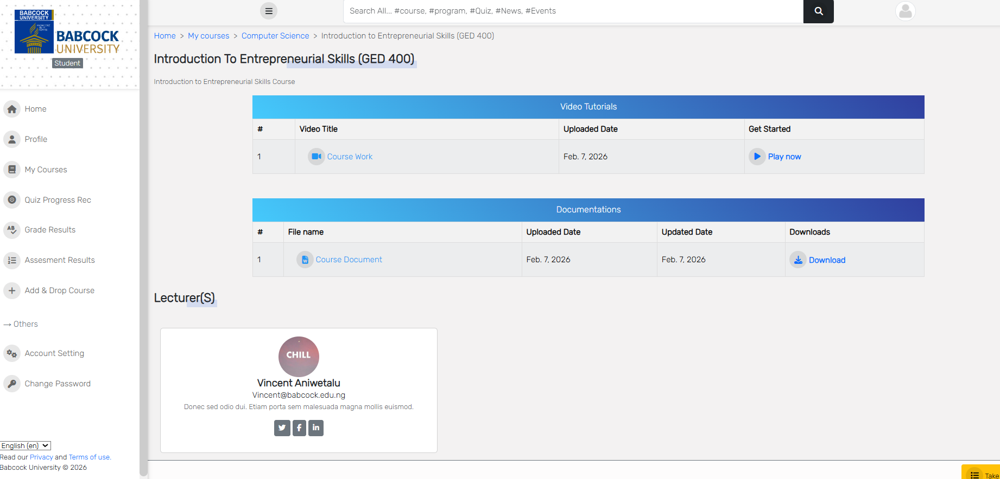 BABCOCK
UNIVERSITY
BABCOCK
UNIVERSITY
Student
Home
Profile
My Courses
Quiz Progress Rec
Grade Results
Assesment Results
Add & Drop Course
→ Others
Account Setting
Change Password
English (en)
Read our Privacy and Terms of use.
Babcock University © 2026
Search All... #course, #program, #Quiz, #News, #Events
Home > My courses > Computer Science > Introduction to Entrepreneurial Skills (GED 400)
Introduction To Entrepreneurial Skills (GED 400)
Introduction to Entrepreneurial Skills Course
Video Tutorials
# Video Title Uploaded Date Get Started
1 Course Work Feb. 7, 2026 Play now
Documentations
# File name Uploaded Date Updated Date Downloads
1 Course Document Feb. 7, 2026 Feb. 7, 2026 Download
Lecturer(S)
CHILL
Vincent Aniwetalu
Vincent@babcock.edu.ng
Donec sed odio dui. Etiam porta sem malesuada magna mollis euismod.
Take